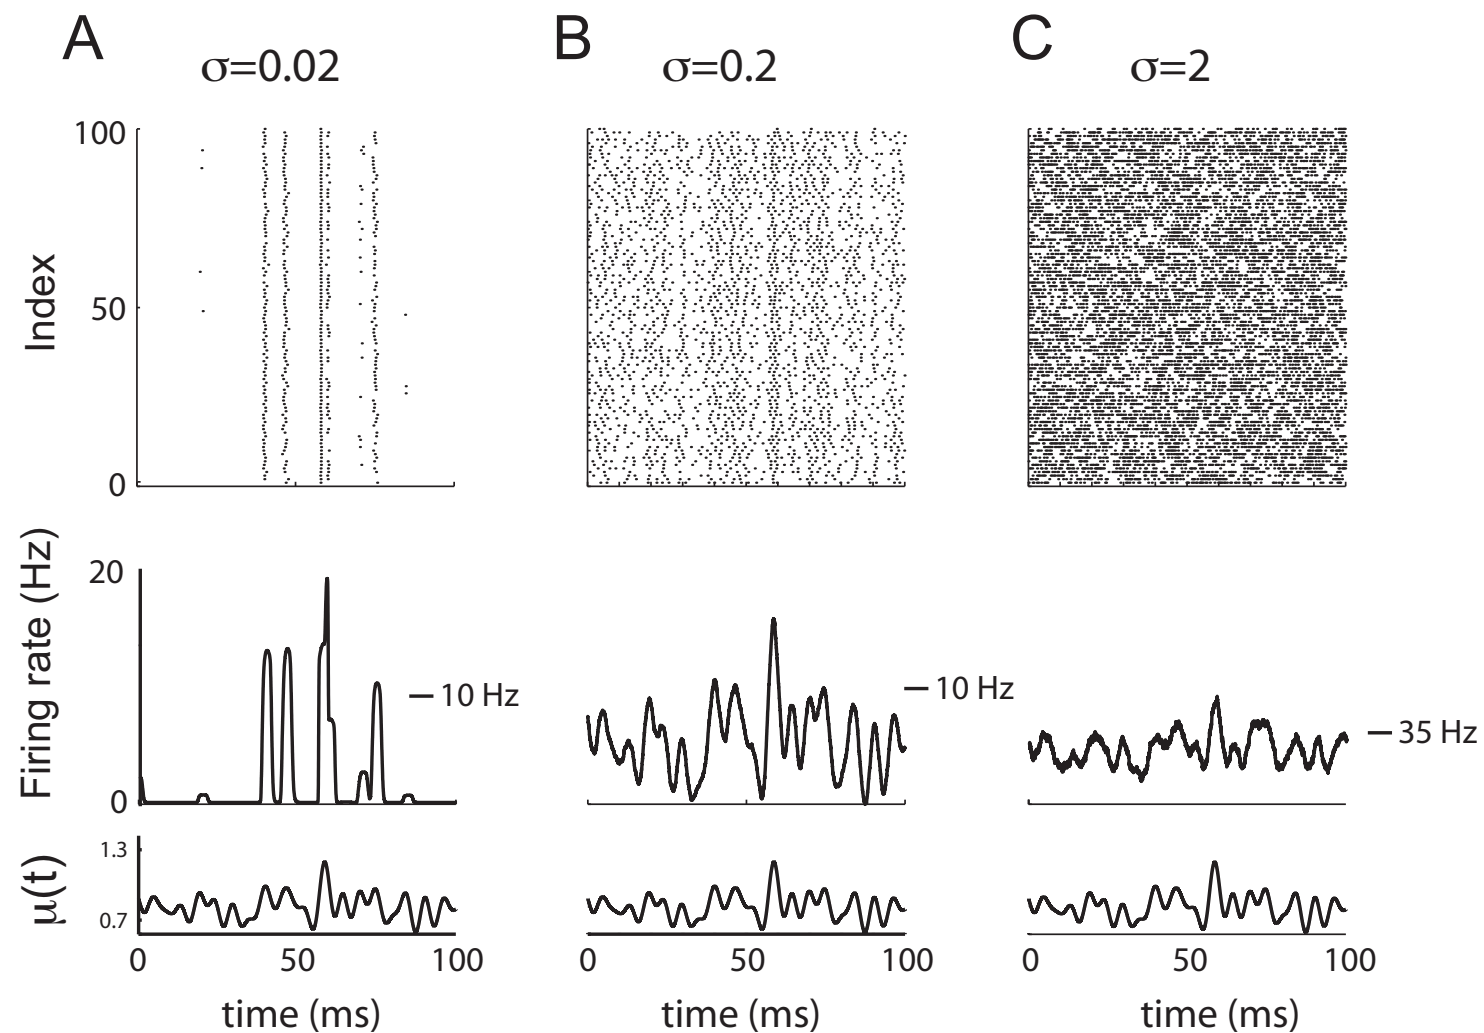 A
B
C
σ=0.02
σ=0.2
σ=2
100
50
0
Index
20
0
Firing rate (Hz)
10 Hz
10 Hz
35 Hz
1.3
0.7
μ(t)
0 50 100
0 50 100
0 50 100
time (ms)
time (ms)
time (ms)